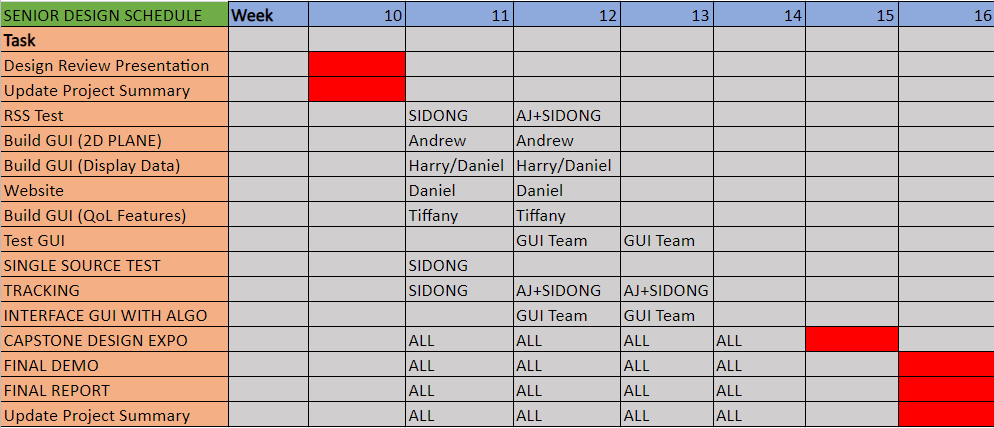 SENIOR DESIGN SCHEDULE Week 10 11 12 13 14 15 16
Task
Design Review Presentation
Update Project Summary
RSS Test SIDONG AJ+SIDONG
Build GUI (2D PLANE) Andrew Andrew
Build GUI (Display Data) Harry/Daniel Harry/Daniel
Website Daniel Daniel
Build GUI (QoL Features) Tiffany Tiffany
Test GUI GUI Team GUI Team
SINGLE SOURCE TEST SIDONG
TRACKING SIDONG AJ+SIDONG AJ+SIDONG
INTERFACE GUI WITH ALGO GUI Team GUI Team
CAPSTONE DESIGN EXPO ALL ALL ALL ALL
FINAL DEMO ALL ALL ALL ALL
FINAL REPORT ALL ALL ALL ALL
Update Project Summary ALL ALL ALL ALL